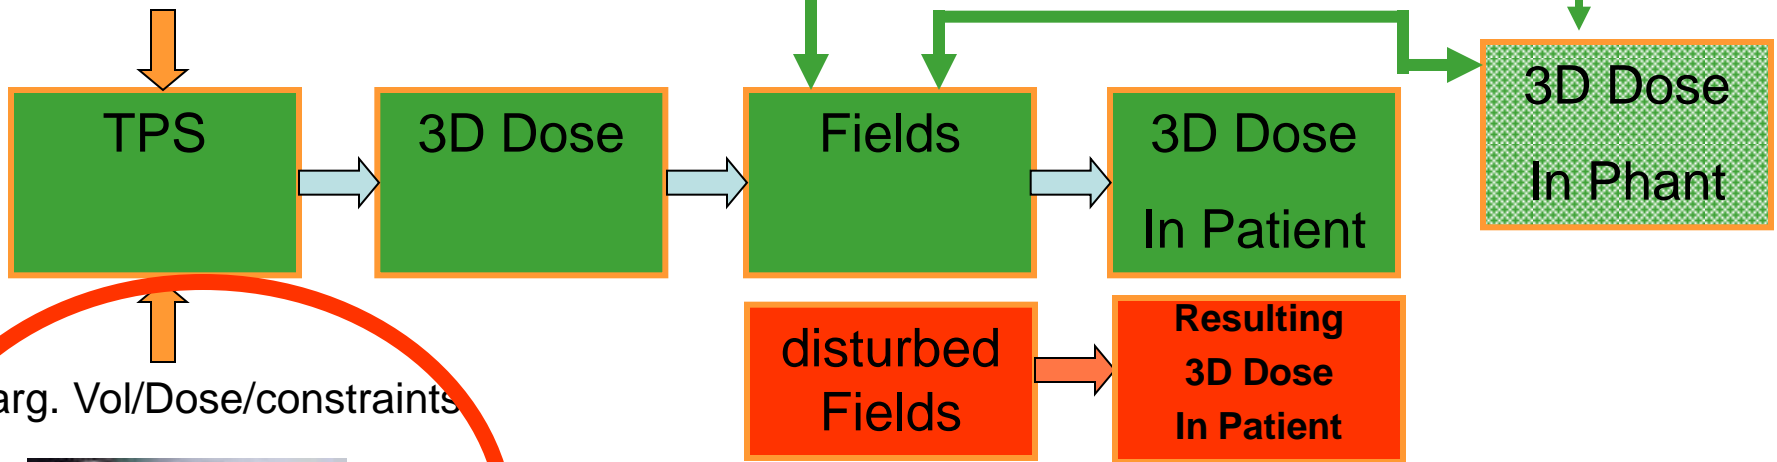 TPS
3D Dose
Fields
3D Dose
In Patient
3D Dose
In Phant
disturbed
Fields
Resulting
3D Dose
In Patient
arg. Vol/Dose/constraints